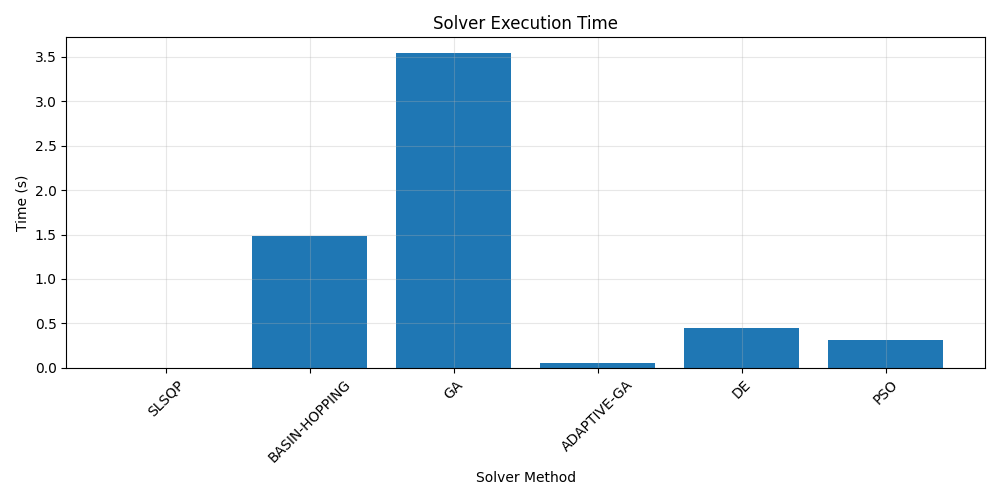 Solver Execution Time
3.5
3.0
2.5
2.0
1.5
1.0
0.5
0.0
Time (s)
SLSQP
BASIN-HOPPING
GA
ADAPTIVE-GA
DE
PSO
Solver Method